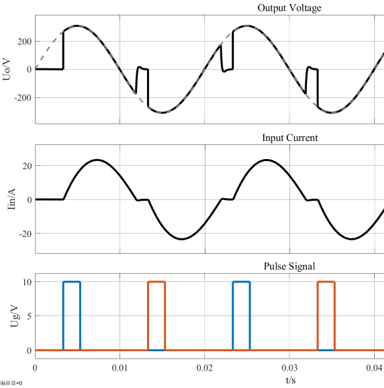 Output Voltage
200
0
-200
Uo/V
Input Current
20
0
-20
Iin/A
Pulse Signal
10
5
0
Ug/V
0
0.01
0.02
0.03
0.04
t/s